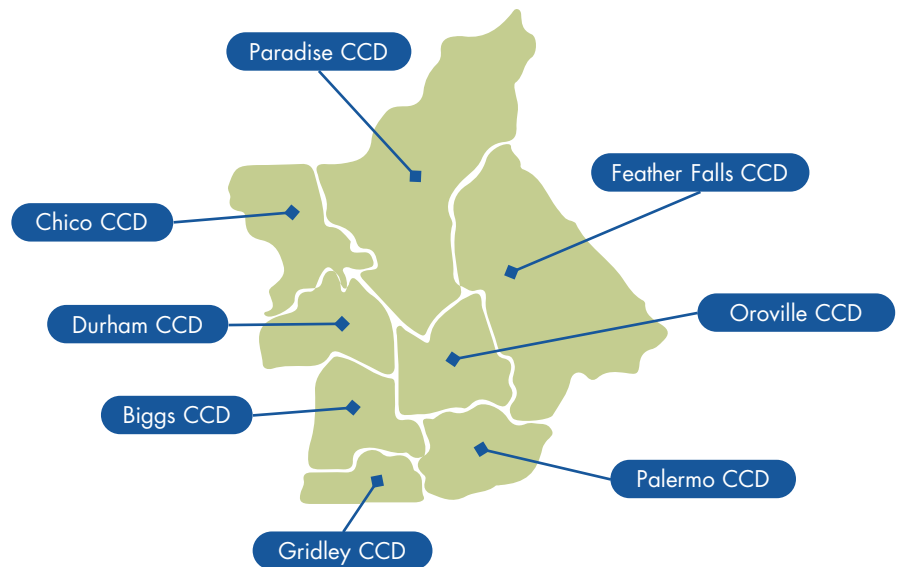 Paradise CCD
Feather Falls CCD
Chico CCD
Oroville CCD
Durham CCD
Biggs CCD
Palermo CCD
Gridley CCD